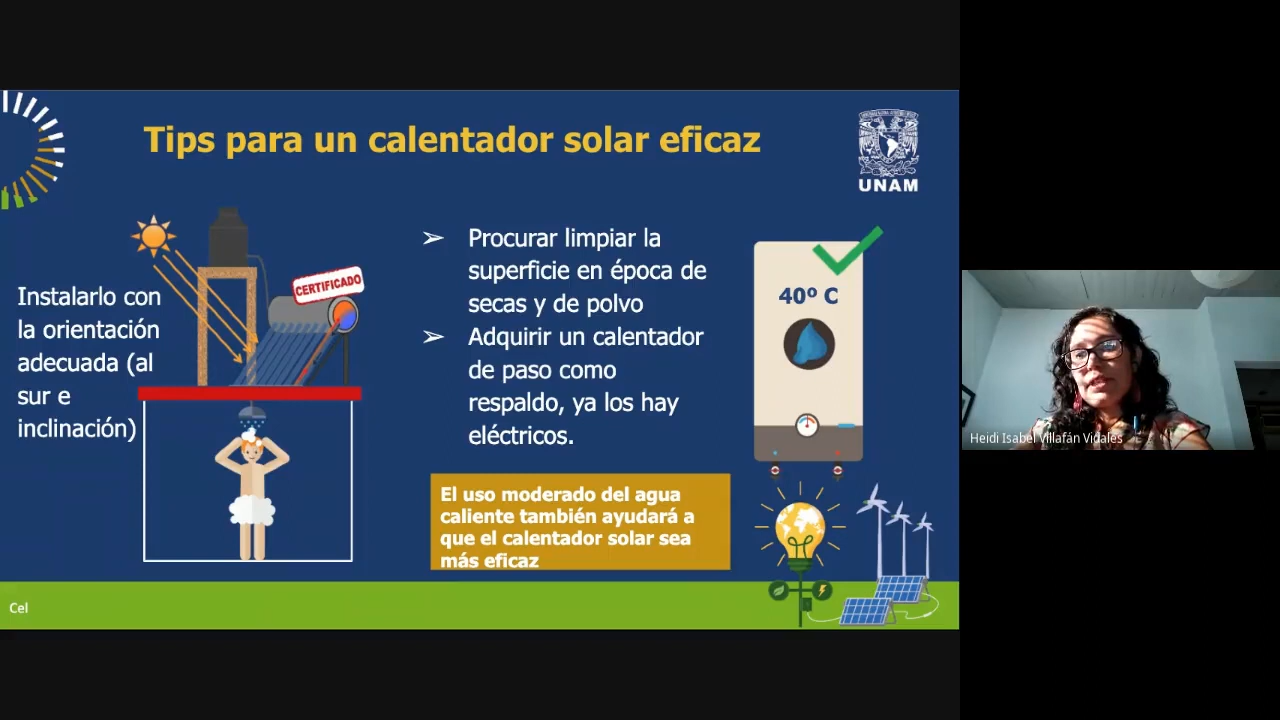 Tips para un calentador solar eficaz
UNAM
Instalarlo con
la orientación
adecuada (al
sur e
inclinación)
CERTIFICADO
➢ Procurar limpiar la
superficie en época de
secas y de polvo
➢ Adquirir un calentador
de paso como
respaldo, ya los hay
eléctricos.
40º C
El uso moderado del agua
caliente también ayudará a
que el calentador solar sea
más eficaz
Cel
Heidi Isabel Villafán Vidales